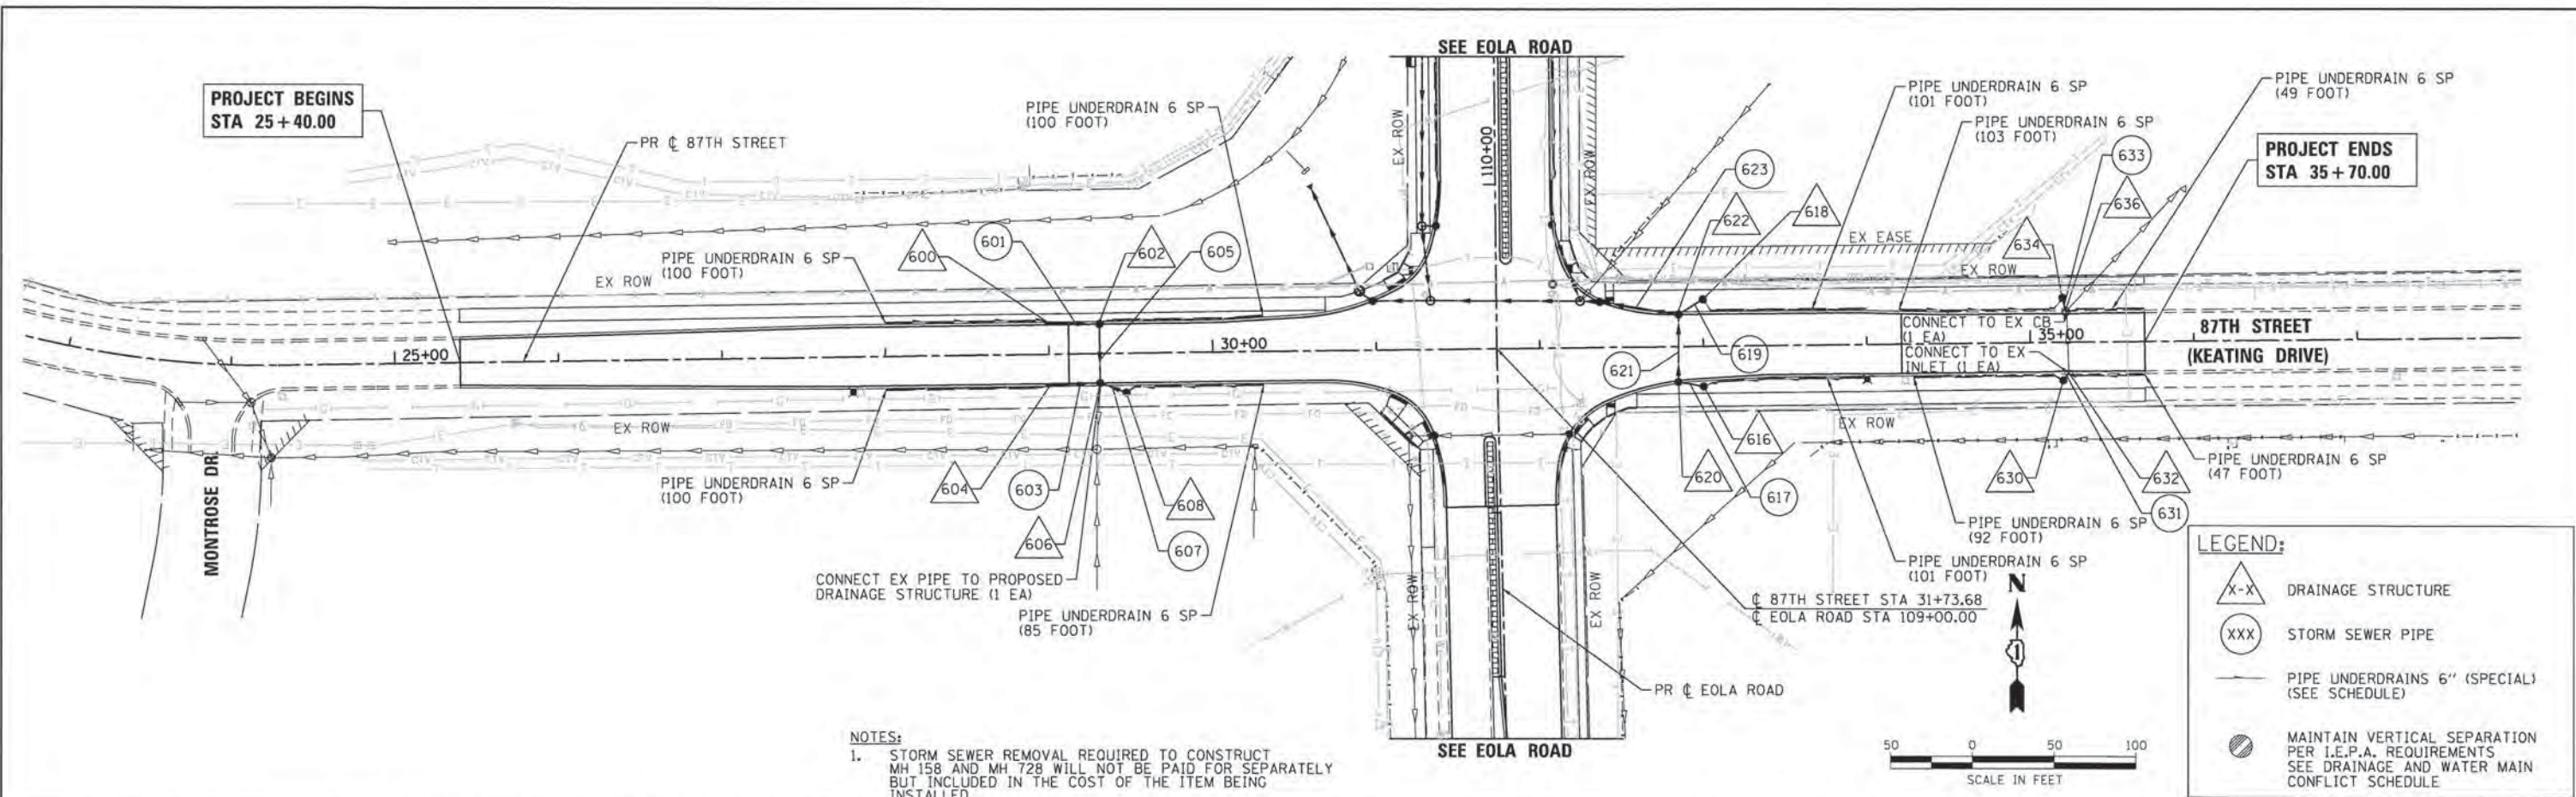 SEE EOLA ROAD
PROJECT BEGINS
STA 25+40.00
PR ℄ 87TH STREET
PIPE UNDERDRAIN 6 SP
(100 FOOT)
EX ROW
110+00
EX ROW
PIPE UNDERDRAIN 6 SP
(101 FOOT)
PIPE UNDERDRAIN 6 SP
(103 FOOT)
PIPE UNDERDRAIN 6 SP
(49 FOOT)
PROJECT ENDS
STA 35+70.00
623
633
622
618
634
636
EX EASE
EX ROW
PIPE UNDERDRAIN 6 SP
(100 FOOT)
EX ROW
600
601
602
605
25+00
30+00
621
619
CONNECT TO EX CB
(1 EA)
35+00
CONNECT TO EX
INLET (1 EA)
87TH STREET
(KEATING DRIVE)
MONTROSE DR.
EX ROW
PIPE UNDERDRAIN 6 SP
(100 FOOT)
604
603
608
606
607
CONNECT EX PIPE TO PROPOSED
DRAINAGE STRUCTURE (1 EA)
PIPE UNDERDRAIN 6 SP
(85 FOOT)
616
620
617
EX ROW
630
632
631
PIPE UNDERDRAIN 6 SP
(47 FOOT)
PIPE UNDERDRAIN 6 SP
(92 FOOT)
PIPE UNDERDRAIN 6 SP
(101 FOOT)
EX ROW
EX ROW
℄ 87TH STREET STA 31+73.68
℄ EOLA ROAD STA 109+00.00
PR ℄ EOLA ROAD
SEE EOLA ROAD
N
50 0 50 100
SCALE IN FEET
NOTES:
1. STORM SEWER REMOVAL REQUIRED TO CONSTRUCT
MH 158 AND MH 728 WILL NOT BE PAID FOR SEPARATELY
BUT INCLUDED IN THE COST OF THE ITEM BEING
INSTALLED
LEGEND:
X-X DRAINAGE STRUCTURE
XXX STORM SEWER PIPE
PIPE UNDERDRAINS 6" (SPECIAL)
(SEE SCHEDULE)
MAINTAIN VERTICAL SEPARATION
PER I.E.P.A. REQUIREMENTS
SEE DRAINAGE AND WATER MAIN
CONFLICT SCHEDULE